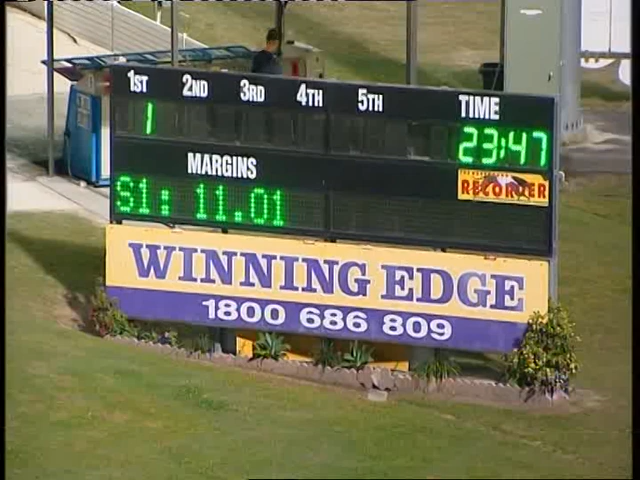 1ST 2ND 3RD 4TH 5TH TIME
1 23:47
MARGINS
RECORDER
S1: 11.01
WINNING EDGE
1800 686 809